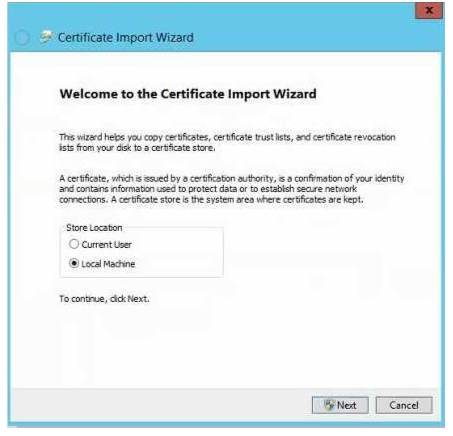 x
Certificate Import Wizard
Welcome to the Certificate Import Wizard
This wizard helps you copy certificates, certificate trust lists, and certificate revocation
lists from your disk to a certificate store.
A certificate, which is issued by a certification authority, is a confirmation of your identity
and contains information used to protect data or to establish secure network
connections. A certificate store is the system area where certificates are kept.
Store Location
Current User
Local Machine
To continue, click Next.
Next Cancel